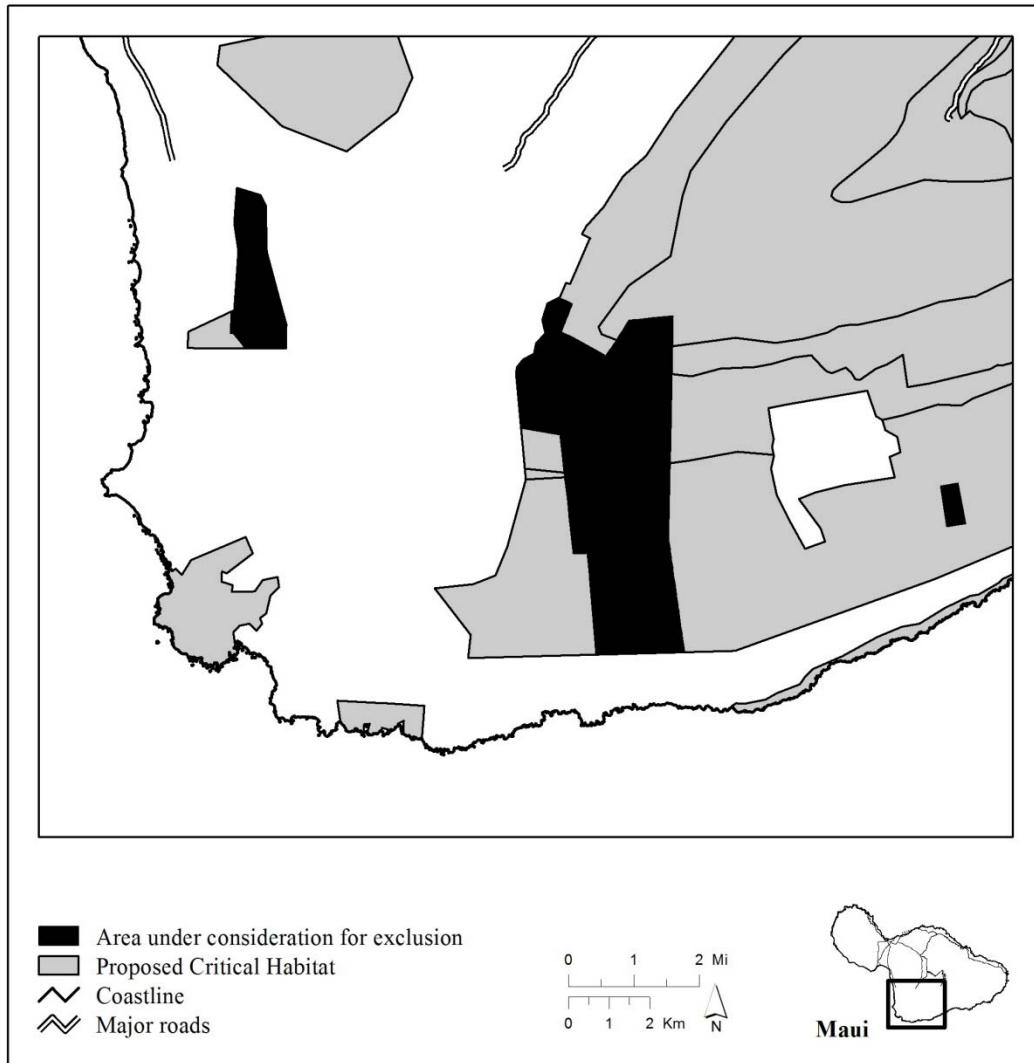 Area under consideration for exclusion
Proposed Critical Habitat
Coastline
Major roads
0 1 2 Mi
0 1 2 Km
N
Maui